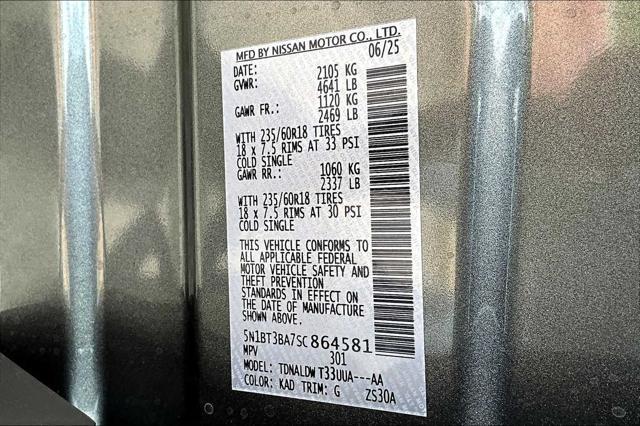 MFD BY NISSAN MOTOR CO., LTD.
DATE: 06/25
GVWR: 2105 KG
4641 LB
GAWR FR.: 1120 KG
2469 LB
WITH 235/60R18 TIRES
18 x 7.5 RIMS AT 33 PSI
COLD SINGLE
GAWR RR.: 1060 KG
2337 LB
WITH 235/60R18 TIRES
18 x 7.5 RIMS AT 30 PSI
COLD SINGLE
THIS VEHICLE CONFORMS TO
ALL APPLICABLE FEDERAL
MOTOR VEHICLE SAFETY AND
THEFT PREVENTION
STANDARDS IN EFFECT ON
THE DATE OF MANUFACTURE
SHOWN ABOVE.
5N1BT3BA7SC864581
MPV 301
MODEL: TDNALDW T33UUA---AA
COLOR: KAD TRIM: G ZS30A